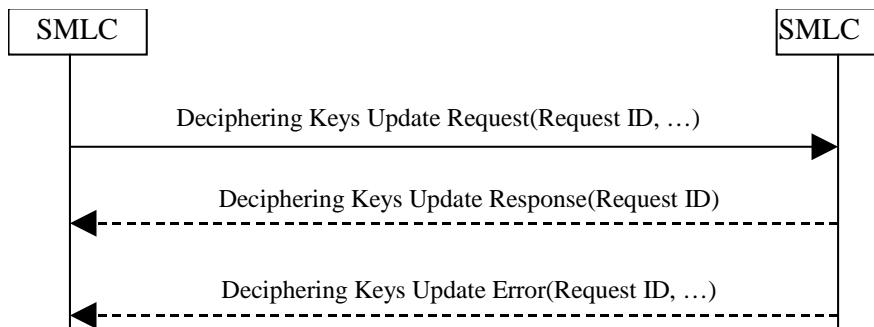 SMLC
SMLC
Deciphering Keys Update Request(Request ID, …)
Deciphering Keys Update Response(Request ID)
Deciphering Keys Update Error(Request ID, …)